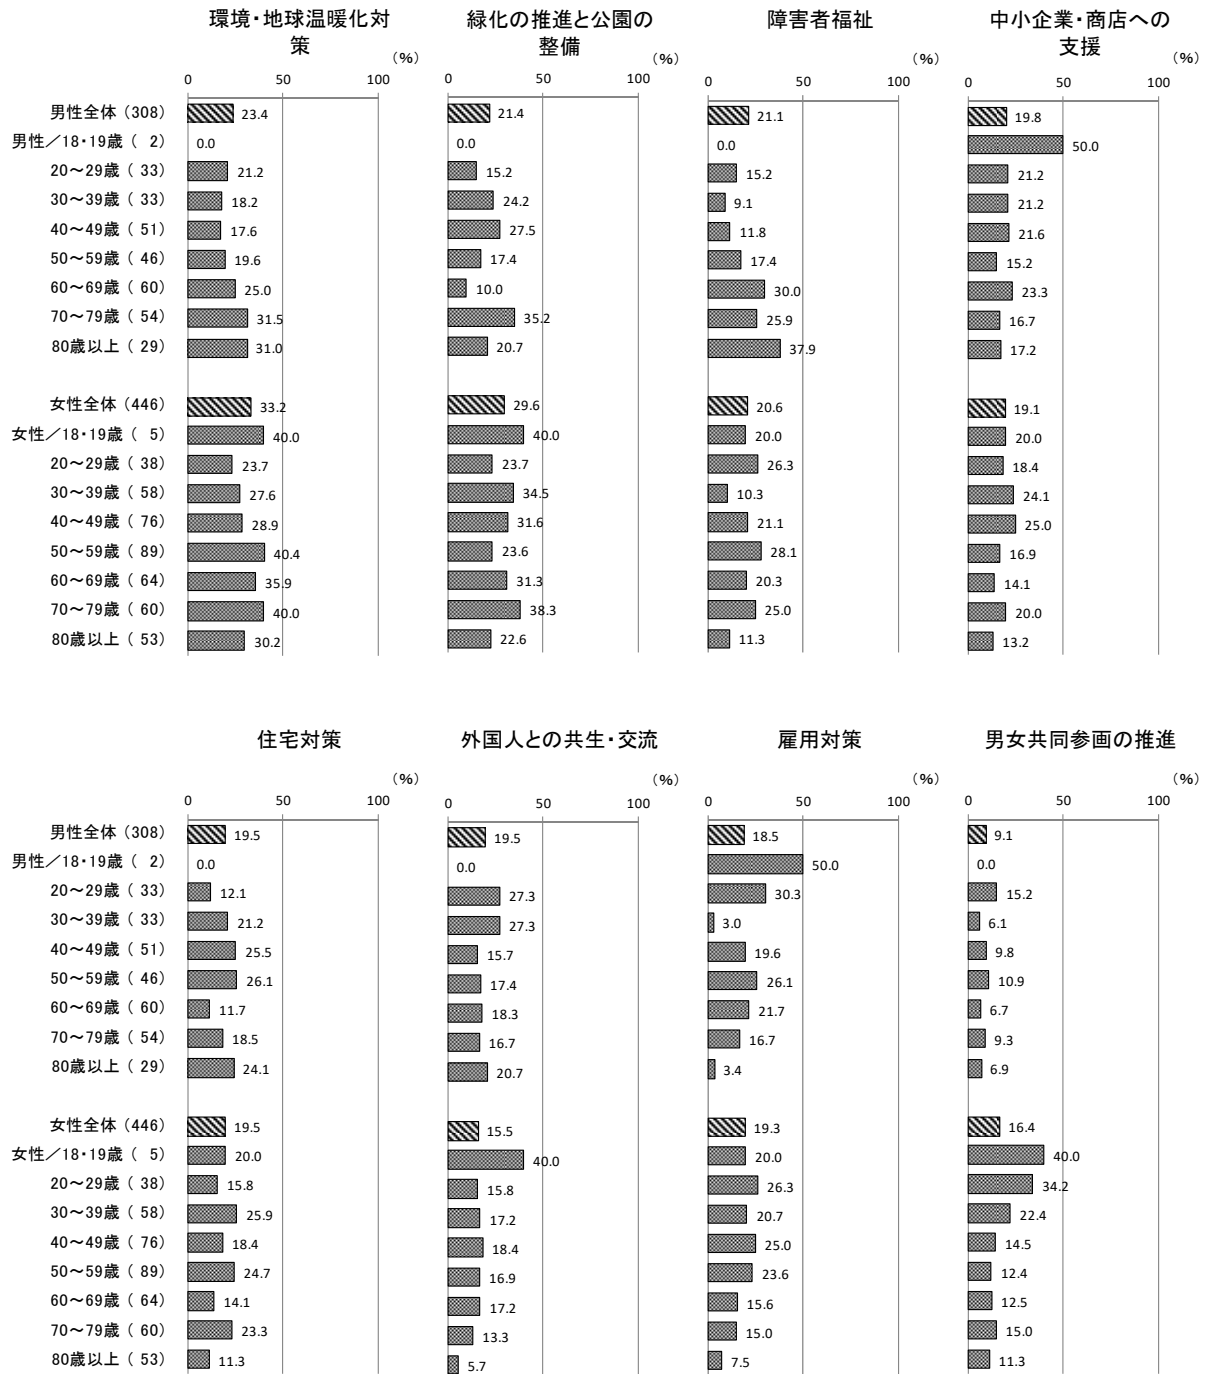 環境・地球温暖化対
策
緑化の推進と公園の
整備
障害者福祉
中小企業・商店への
支援
(%) (%) (%) (%)
0 50 100 0 50 100 0 50 100 0 50 100
男性全体(308) 23.4 21.4 21.1 19.8
男性／18・19歳( 2) 0.0 0.0 0.0 50.0
20～29歳( 33) 21.2 15.2 15.2 21.2
30～39歳( 33) 18.2 24.2 9.1 21.2
40～49歳( 51) 17.6 27.5 11.8 21.6
50～59歳( 46) 19.6 17.4 17.4 15.2
60～69歳( 60) 25.0 10.0 30.0 23.3
70～79歳( 54) 31.5 35.2 25.9 16.7
80歳以上( 29) 31.0 20.7 37.9 17.2
女性全体(446) 33.2 29.6 20.6 19.1
女性／18・19歳( 5) 40.0 40.0 20.0 20.0
20～29歳( 38) 23.7 23.7 26.3 18.4
30～39歳( 58) 27.6 34.5 10.3 24.1
40～49歳( 76) 28.9 31.6 21.1 25.0
50～59歳( 89) 40.4 23.6 28.1 16.9
60～69歳( 64) 35.9 31.3 20.3 14.1
70～79歳( 60) 40.0 38.3 25.0 20.0
80歳以上( 53) 30.2 22.6 11.3 13.2
住宅対策 外国人との共生・交流 雇用対策 男女共同参画の推進
(%) (%) (%) (%)
0 50 100 0 50 100 0 50 100 0 50 100
男性全体(308) 19.5 19.5 18.5 9.1
男性／18・19歳( 2) 0.0 0.0 50.0 0.0
20～29歳( 33) 12.1 27.3 30.3 15.2
30～39歳( 33) 21.2 27.3 3.0 6.1
40～49歳( 51) 25.5 15.7 19.6 9.8
50～59歳( 46) 26.1 17.4 26.1 10.9
60～69歳( 60) 11.7 18.3 21.7 6.7
70～79歳( 54) 18.5 16.7 16.7 9.3
80歳以上( 29) 24.1 20.7 3.4 6.9
女性全体(446) 19.5 15.5 19.3 16.4
女性／18・19歳( 5) 20.0 40.0 20.0 40.0
20～29歳( 38) 15.8 15.8 26.3 34.2
30～39歳( 58) 25.9 17.2 20.7 22.4
40～49歳( 76) 18.4 18.4 25.0 14.5
50～59歳( 89) 24.7 16.9 23.6 12.4
60～69歳( 64) 14.1 17.2 15.6 12.5
70～79歳( 60) 23.3 13.3 15.0 15.0
80歳以上( 53) 11.3 5.7 7.5 11.3